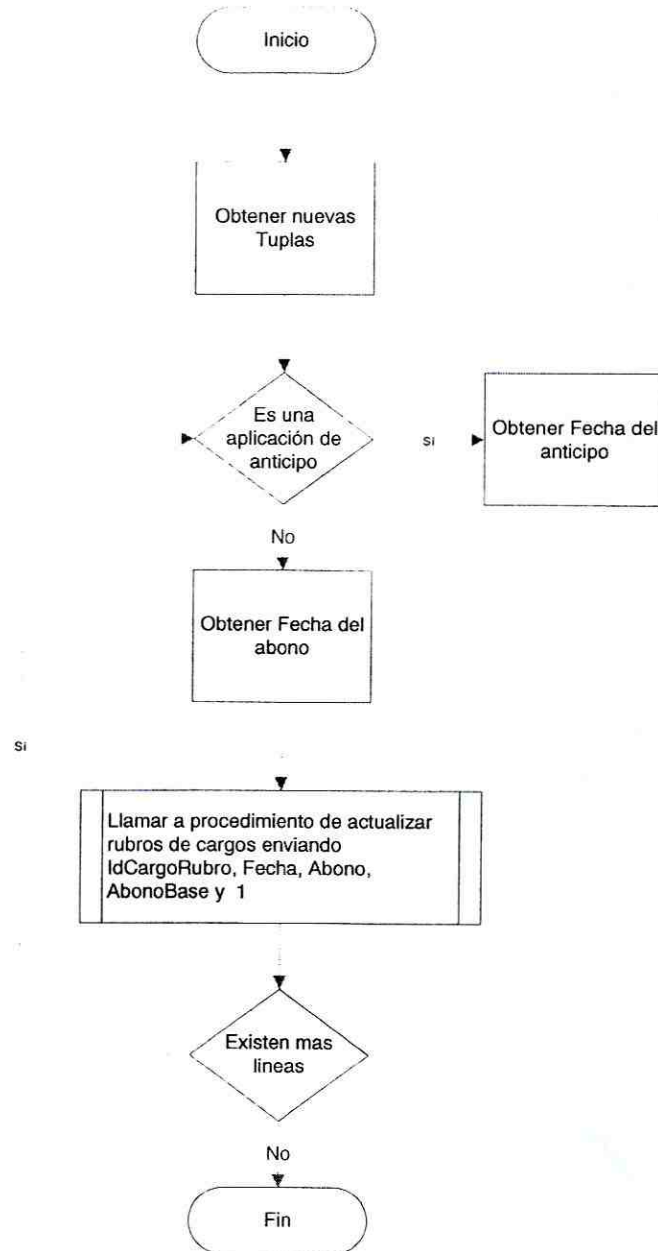 Inicio
Obtener nuevas
Tuplas
Es una
aplicación de
anticipo
Si
Obtener Fecha del
anticipo
No
Obtener Fecha del
abono
Si
Llamar a procedimiento de actualizar
rubros de cargos enviando
IdCargoRubro, Fecha, Abono,
AbonoBase y 1
Existen mas
lineas
No
Fin